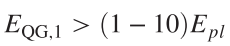 E_{QG,1} > (1 − 10)E_{pl}